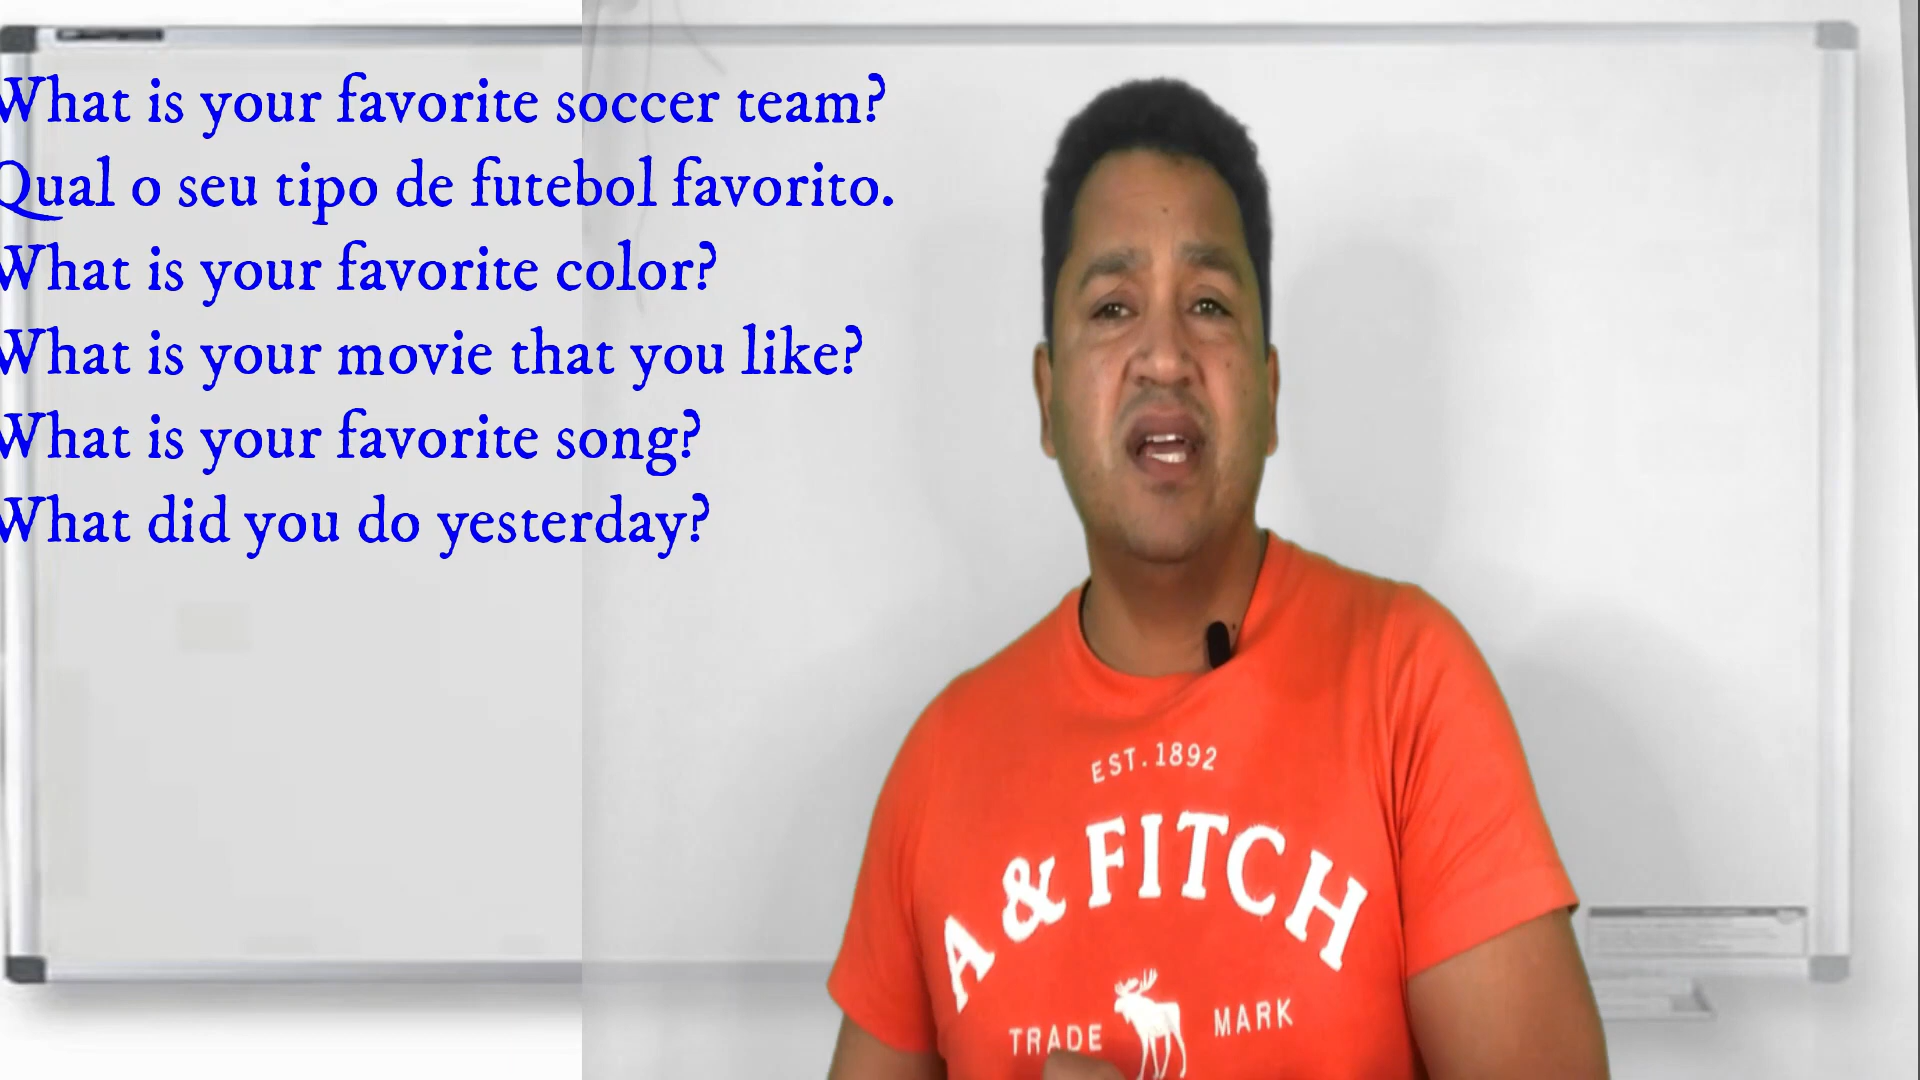 What is your favorite soccer team?
Qual o seu tipo de futebol favorito.
What is your favorite color?
What is your movie that you like?
What is your favorite song?
What did you do yesterday?
EST.1892
A & FITCH
TRADE MARK